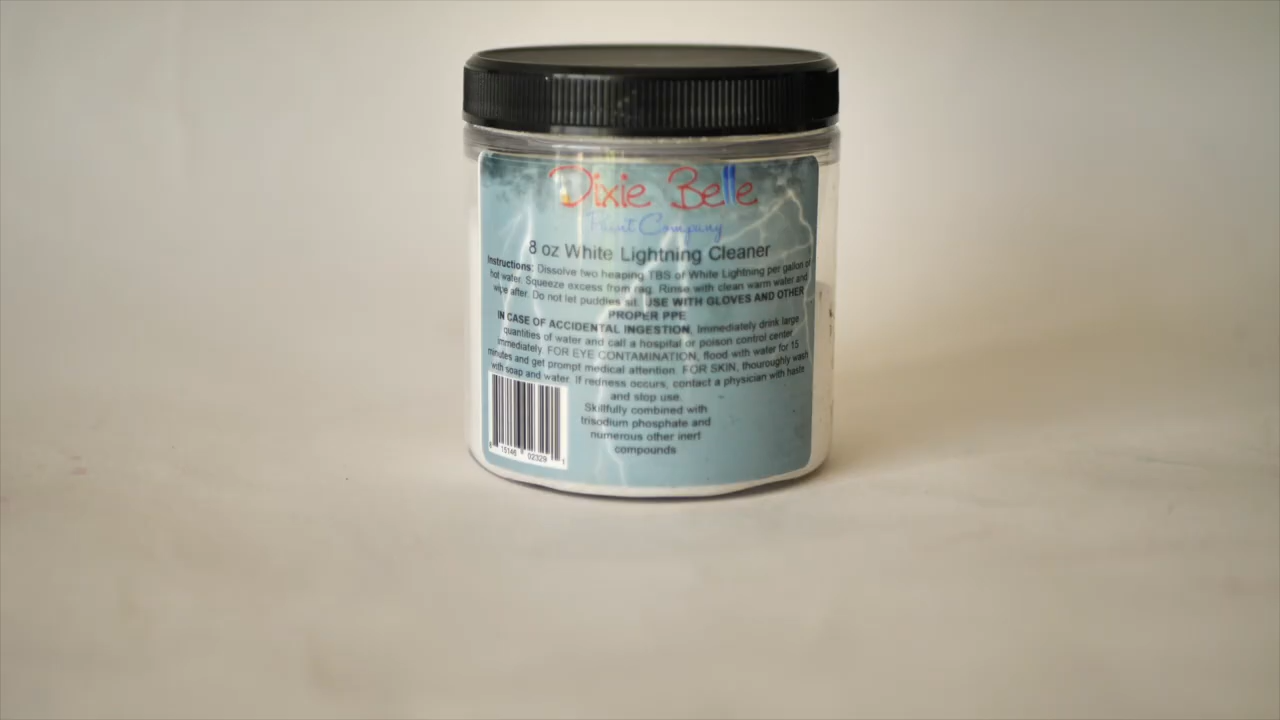 Dixie Belle
Paint Company
8 oz White Lightning Cleaner
Instructions: Dissolve two heaping TBS of White Lightning per gallon of
hot water. Squeeze excess from rag. Rinse with clean warm water and
wipe after. Do not let puddles sit. USE WITH GLOVES AND OTHER
PROPER PPE
IN CASE OF ACCIDENTAL INGESTION, Immediately drink large
quantities of water and call a hospital or poison control center
immediately. FOR EYE CONTAMINATION, flood with water for 15
minutes and get prompt medical attention. FOR SKIN, thouroughly wash
with soap and water. If redness occurs, contact a physician with haste
and stop use.
Skillfully combined with
trisodium phosphate and
numerous other inert
compounds
15146 02329 1